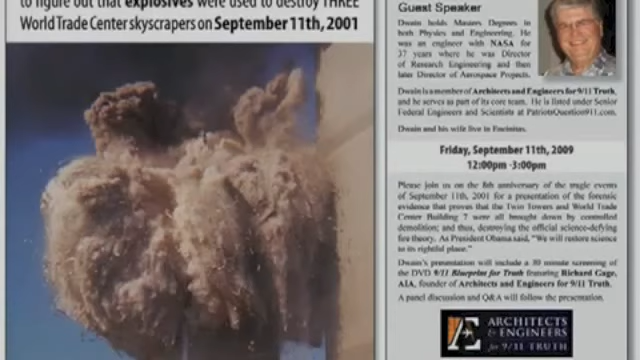 to figure out that explosives were used to destroy THREE
World Trade Center skyscrapers on September 11th, 2001
Guest Speaker
Dwain holds Masters Degrees in
both Physics and Engineering. He
was an engineer with NASA for
37 years where he was Director
of Research Engineering and then
later Director of Aerospace Projects.
Dwain is a member of Architects and Engineers for 9/11 Truth,
and he serves as part of its core team. He is listed under Senior
Federal Engineers and Scientists at PatriotsQuestion911.com.
Dwain and his wife live in Encinitas.
Friday, September 11th, 2009
12:00pm -3:00pm
Please join us on the 8th anniversary of the tragic events
of September 11th, 2001 for a presentation of the forensic
evidence that proves that the Twin Towers and World Trade
Center Building 7 were all brought down by controlled
demolition; and thus, destroying the official science-defying
fire theory. As President Obama said, "We will restore science
to its rightful place."
Dwain's presentation will include a 30 minute screening of
the DVD 9/11 Blueprint for Truth featuring Richard Gage,
AIA, founder of Architects and Engineers for 9/11 Truth.
A panel discussion and Q&A will follow the presentation.
ARCHITECTS
& ENGINEERS
for 9/11 TRUTH